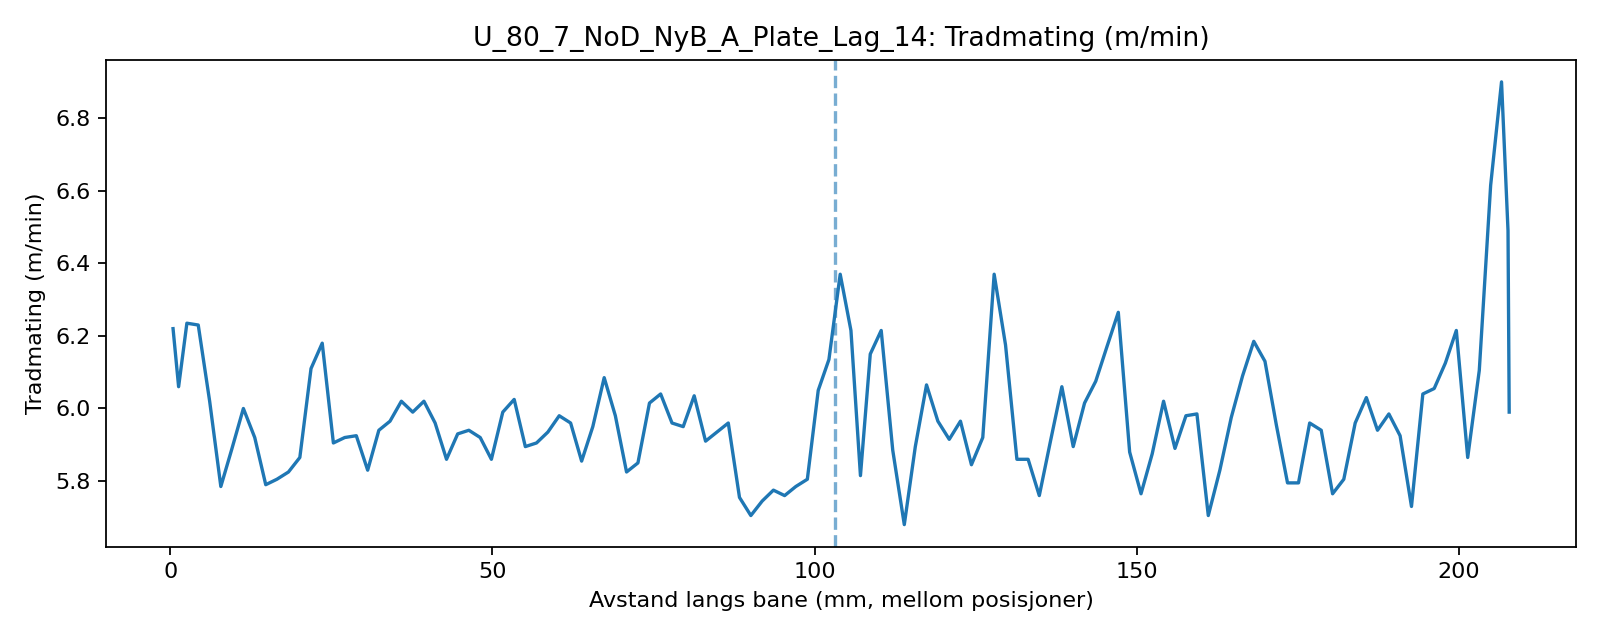 U_80_7_NoD_NyB_A_Plate_Lag_14: Tradmating (m/min)
Tradmating (m/min)
6.8
6.6
6.4
6.2
6.0
5.8
0 50 100 150 200
Avstand langs bane (mm, mellom posisjoner)